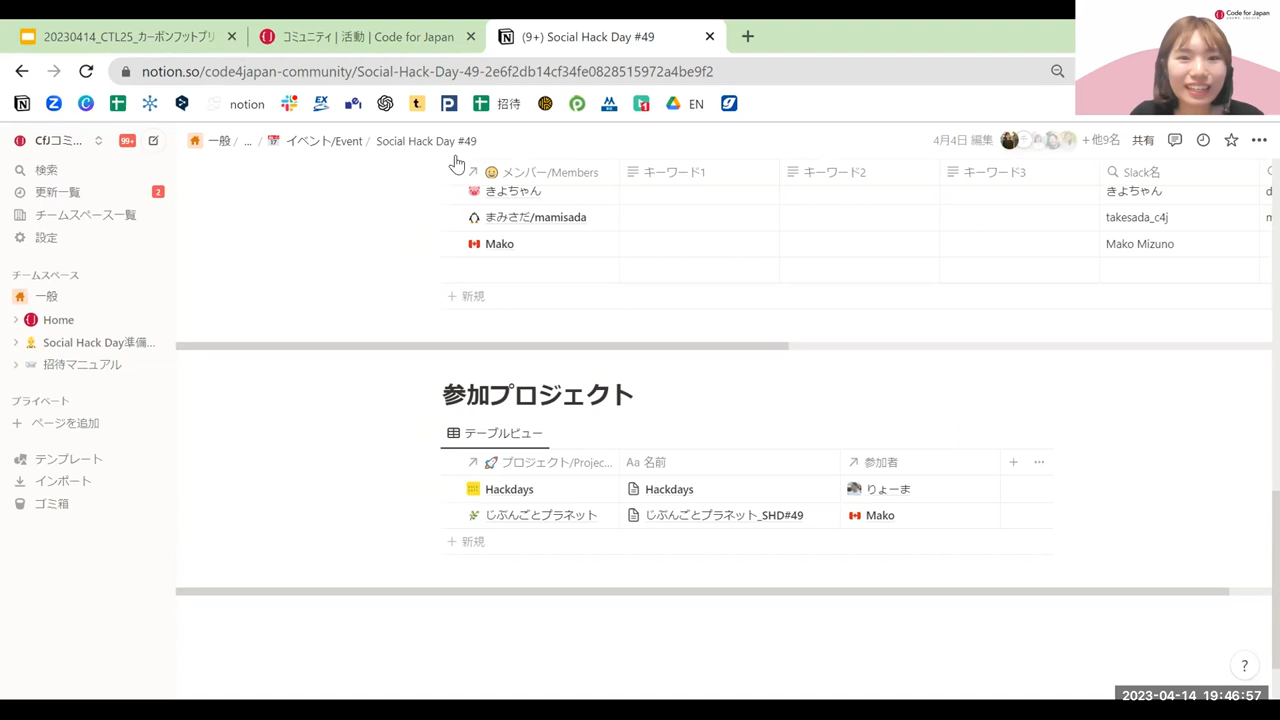 20230414_CTL25_カーボンフットプリ
コミュニティ | 活動 | Code for Japan
(9+) Social Hack Day #49
Code for Japan
notion.so/code4japan-community/Social-Hack-Day-49-2e6f2db14cf34fe0828515972a4be9f2
notion
招待
EN
CfJコミ...
99+
一般 / ... / イベント/Event / Social Hack Day #49
4月4日 編集
+他9名
共有
検索
更新一覧
2
チームスペース一覧
設定
チームスペース
一般
Home
Social Hack Day準備...
招待マニュアル
プライベート
+ ページを追加
テンプレート
インポート
ゴミ箱
メンバー/Members キーワード1 キーワード2 キーワード3 Slack名
きよちゃん きよちゃん
まみさだ/mamisada takesada_c4j
Mako Mako Mizuno
+ 新規
参加プロジェクト
テーブルビュー
プロジェクト/Projec... Aa 名前 参加者
Hackdays Hackdays りょーま
じぶんごとプラネット じぶんごとプラネット_SHD#49 Mako
+ 新規
?
2023-04-14 19:46:57